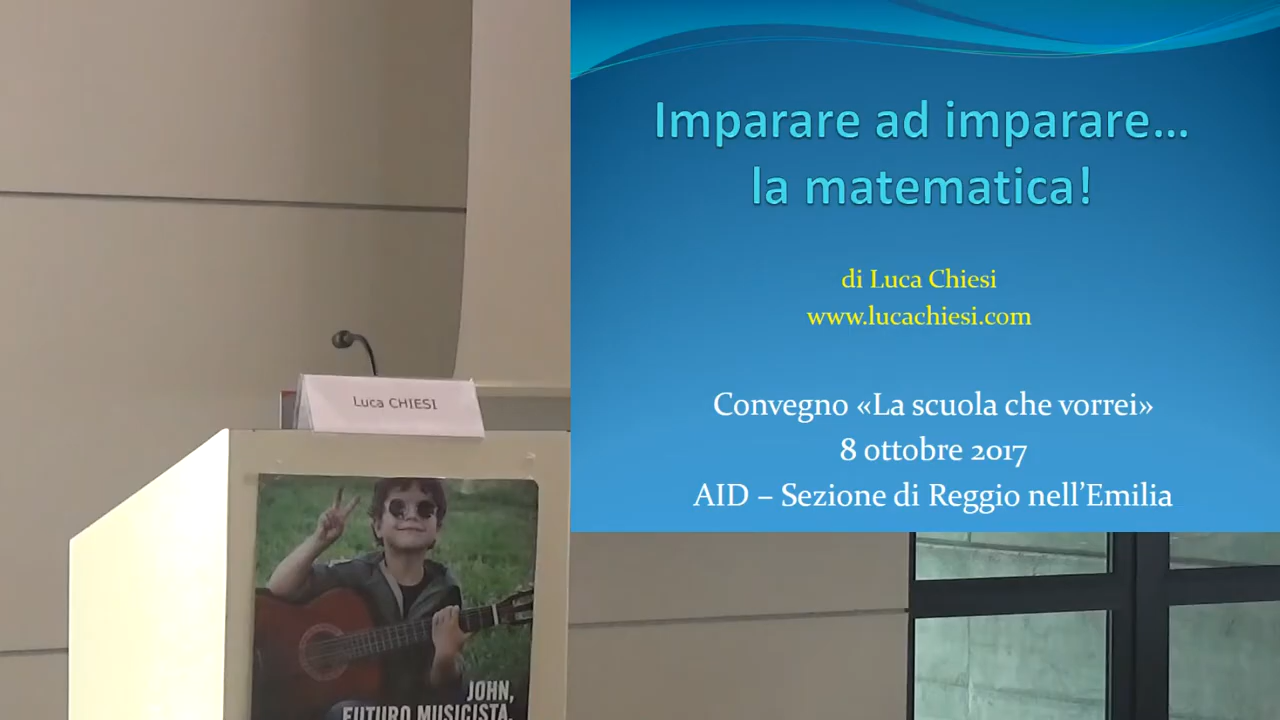 Imparare ad imparare...
la matematica!
di Luca Chiesi
www.lucachiesi.com
Convegno «La scuola che vorrei»
8 ottobre 2017
AID – Sezione di Reggio nell'Emilia
Luca CHIESI
JOHN,
FUTURO MUSICISTA.